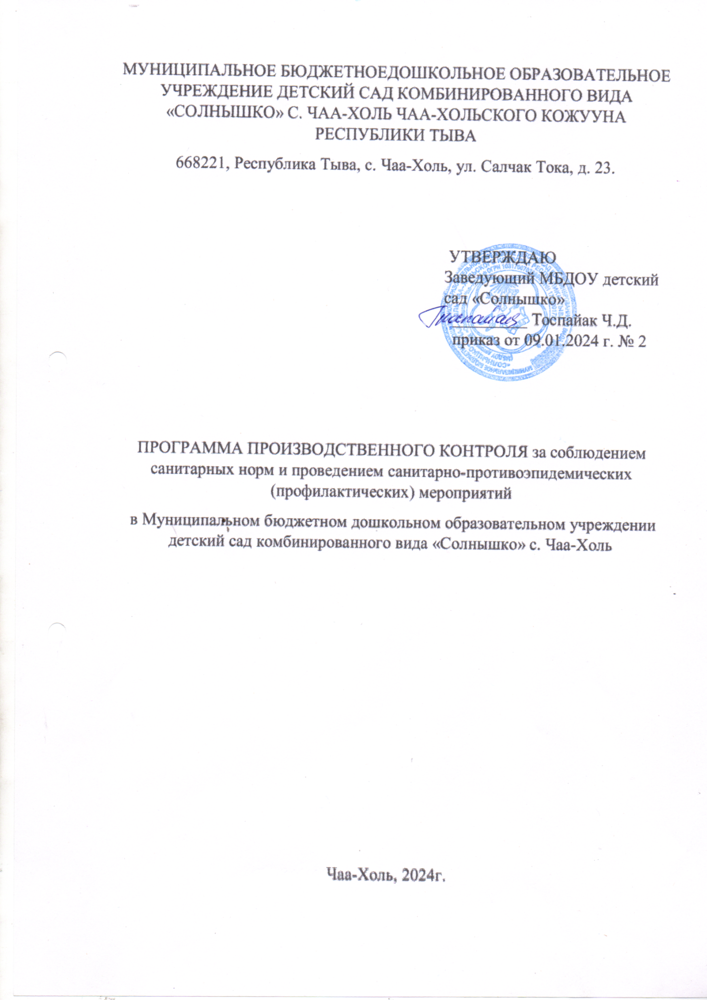 МУНИЦИПАЛЬНОЕ БЮДЖЕТНОЕДОШКОЛЬНОЕ ОБРАЗОВАТЕЛЬНОЕ
УЧРЕЖДЕНИЕ ДЕТСКИЙ САД КОМБИНИРОВАННОГО ВИДА
«СОЛНЫШКО» С. ЧАА-ХОЛЬ ЧАА-ХОЛЬСКОГО КОЖУУНА
РЕСПУБЛИКИ ТЫВА
668221, Республика Тыва, с. Чаа-Холь, ул. Салчак Тока, д. 23.
УТВЕРЖДАЮ
Заведующий МБДОУ детский
сад «Солнышко»
Тоспайак Ч.Д.
приказ от 09.01.2024 г. № 2
ПРОГРАММА ПРОИЗВОДСТВЕННОГО КОНТРОЛЯ за соблюдением
санитарных норм и проведением санитарно-противоэпидемических
(профилактических) мероприятий
в Муниципальном бюджетном дошкольном образовательном учреждении
детский сад комбинированного вида «Солнышко» с. Чаа-Холь
Чаа-Холь, 2024г.